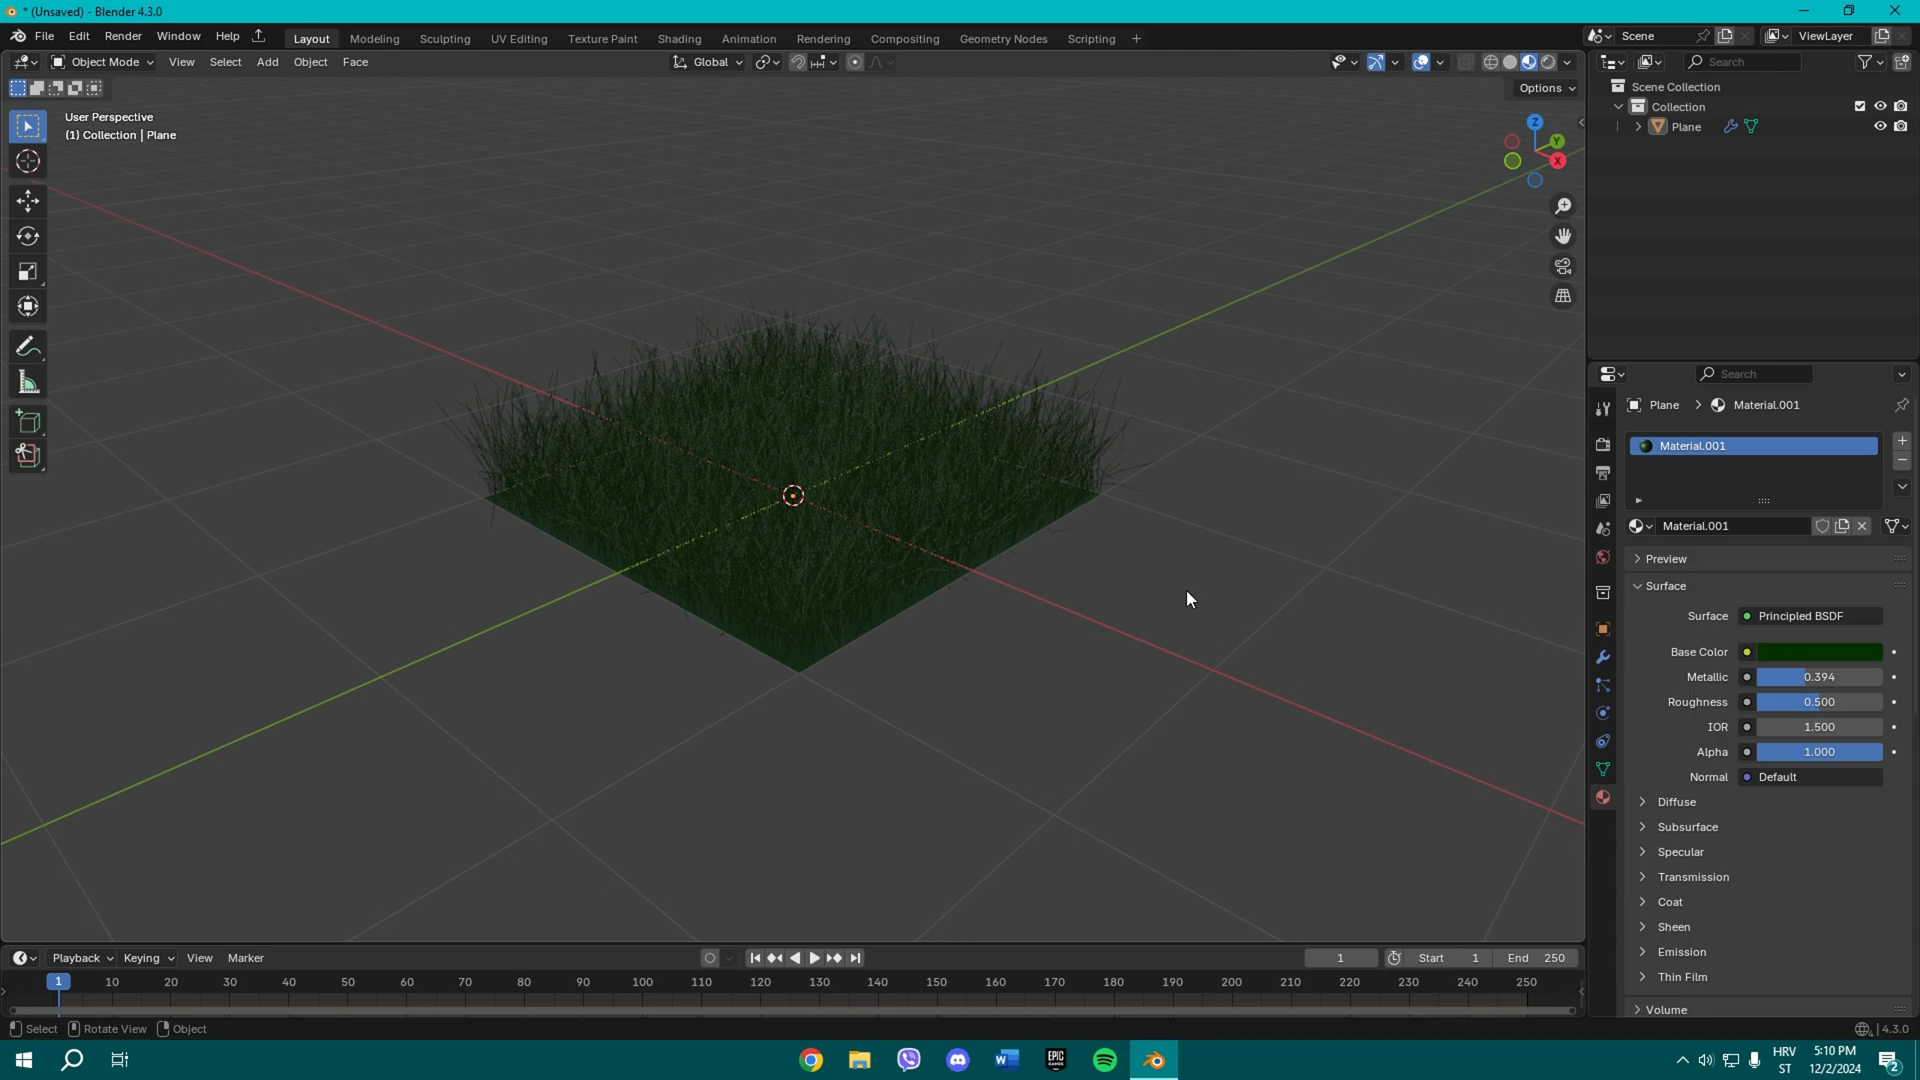 * (Unsaved) - Blender 4.3.0
File Edit Render Window Help Layout Modeling Sculpting UV Editing Texture Paint Shading Animation Rendering Compositing Geometry Nodes Scripting + Scene ViewLayer
Object Mode View Select Add Object Face Global Search
Options
Scene Collection
Collection
Plane
User Perspective
(1) Collection | Plane
Z
Y
X
Search
Plane > Material.001
Material.001
Material.001
Preview
Surface
Surface Principled BSDF
Base Color
Metallic 0.394
Roughness 0.500
IOR 1.500
Alpha 1.000
Normal Default
Diffuse
Subsurface
Specular
Transmission
Coat
Sheen
Emission
Thin Film
Volume
Playback Keying View Marker 1 Start 1 End 250
1 10 20 30 40 50 60 70 80 90 100 110 120 130 140 150 160 170 180 190 200 210 220 230 240 250
Select Rotate View Object 4.3.0
W EPIC GAMES HRV 5:10 PM
ST 12/2/2024 2